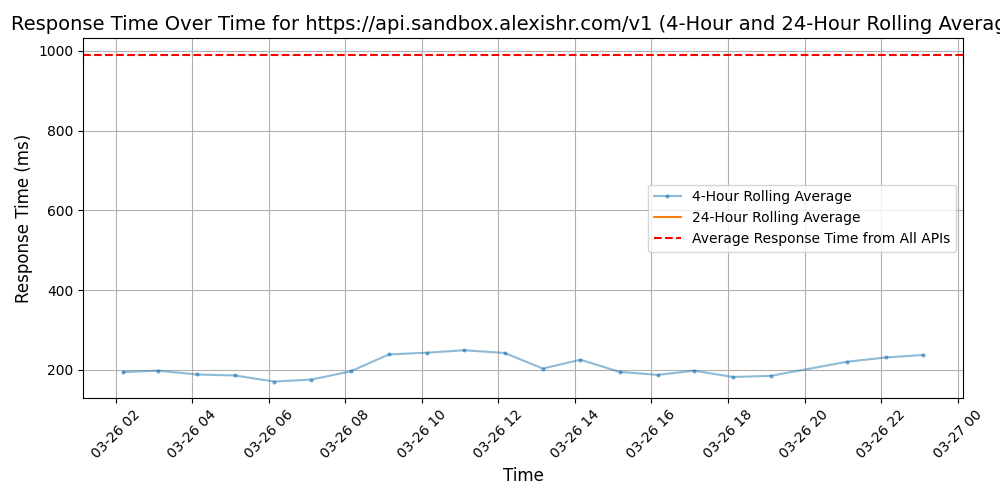 Response Time Over Time for https://api.sandbox.alexishr.com/v1 (4-Hour and 24-Hour Rolling Averag
Response Time (ms)
1000
800
600
400
200
4-Hour Rolling Average
24-Hour Rolling Average
Average Response Time from All APIs
03-26 02
03-26 04
03-26 06
03-26 08
03-26 10
03-26 12
03-26 14
03-26 16
03-26 18
03-26 20
03-26 22
03-27 00
Time